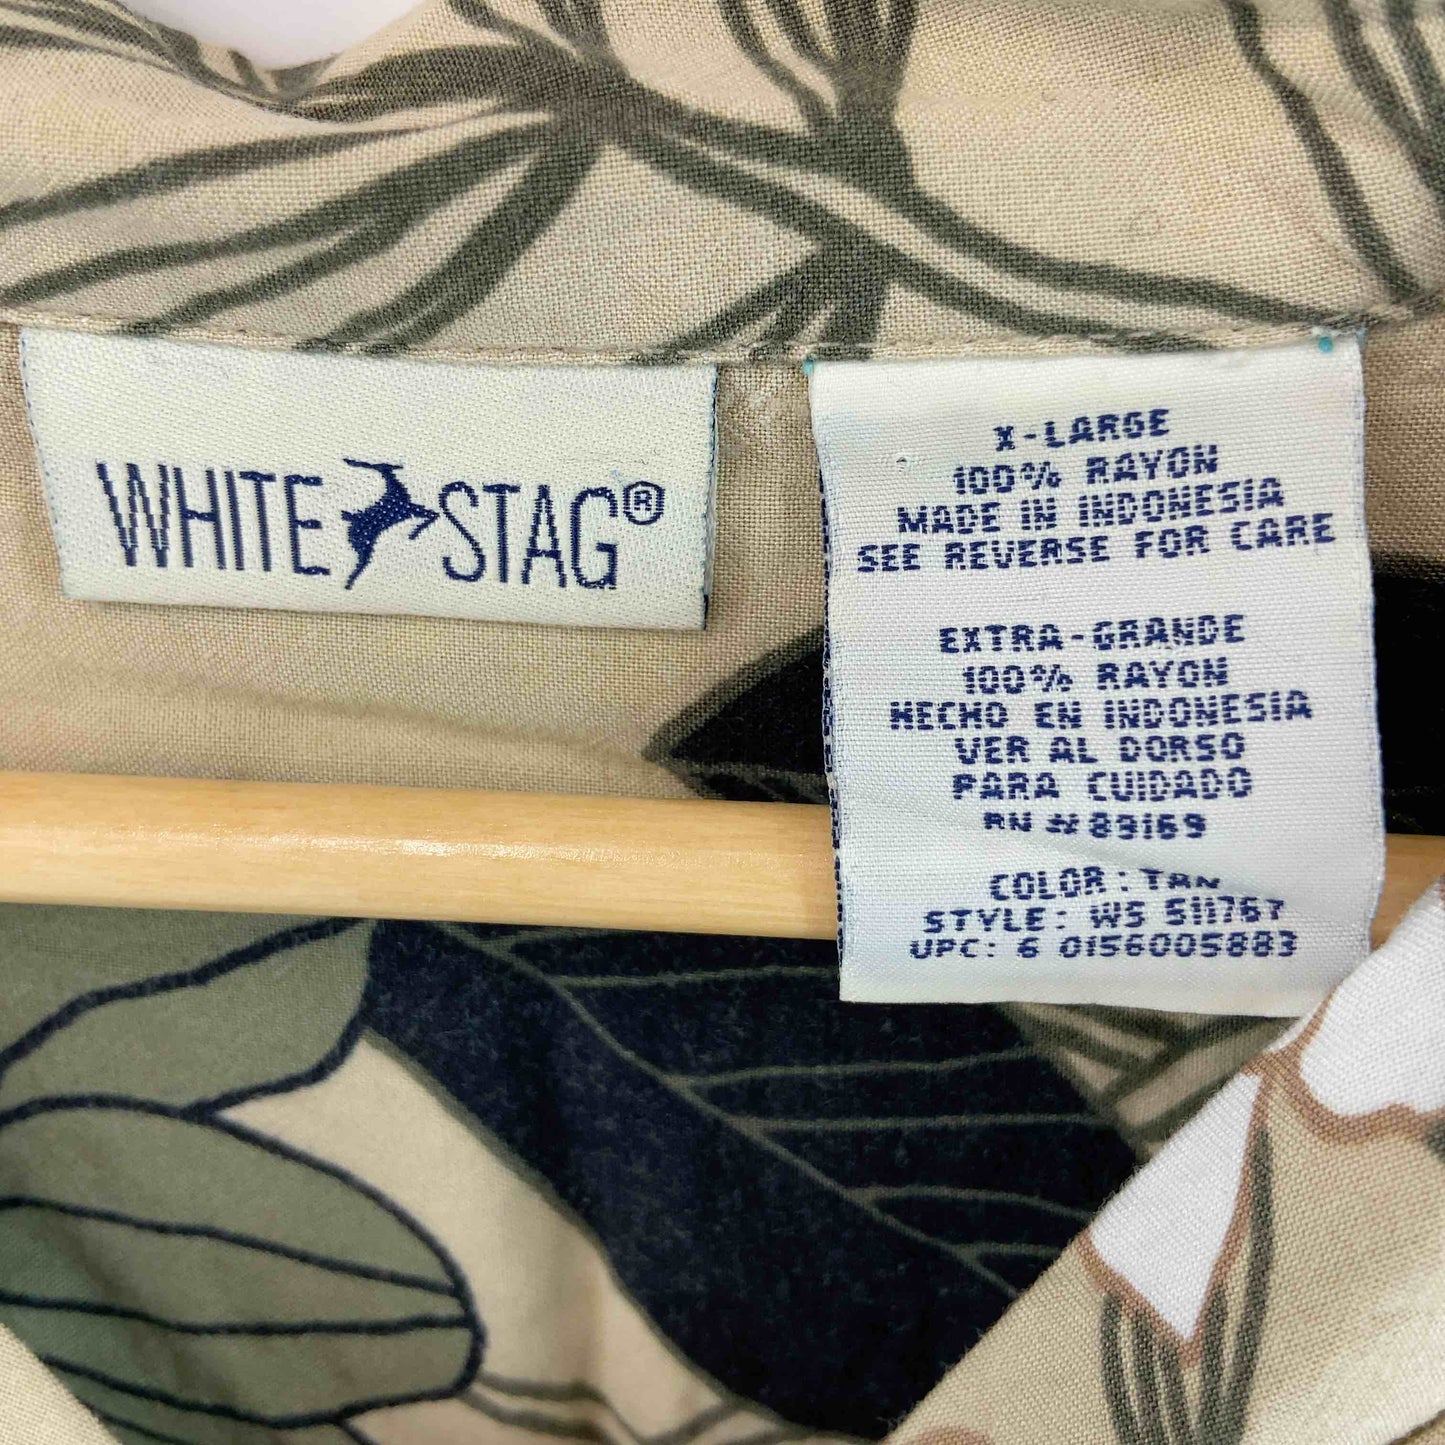 WHITE STAG®
X-LARGE
100% RAYON
MADE IN INDONESIA
SEE REVERSE FOR CARE
EXTRA-GRANDE
100% RAYON
HECHO EN INDONESIA
VER AL DORSO
PARA CUIDADO
RN #89169
COLOR: TAN
STYLE: WS 511767
UPC: 6 0156005883